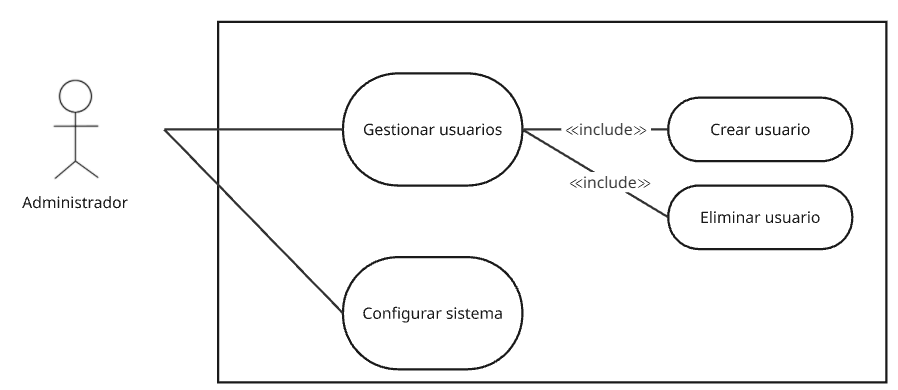 Gestionar usuarios
<<include>>
Crear usuario
<<include>>
Eliminar usuario
Administrador
Configurar sistema